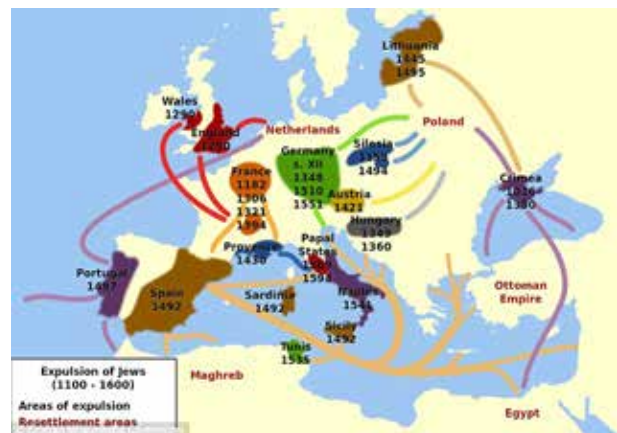 Lithuania
1445
1495
Wales
1290
England
1290
Netherlands
Poland
Germany
s. XII
1348
1510
1551
Silesia
1494
France
1182
1306
1321
1394
Austria
1421
Crimea
1016
1350
Hungary
1349
1360
Provence
1430
Papal
States
Portugal
1497
Spain
1492
Sardinia
1492
Naples
1541
Sicily
1492
Ottoman
Empire
Tunis
1535
Maghreb
Egypt
Expulsion of Jews
(1100 - 1600)
Areas of expulsion
Resettlement areas